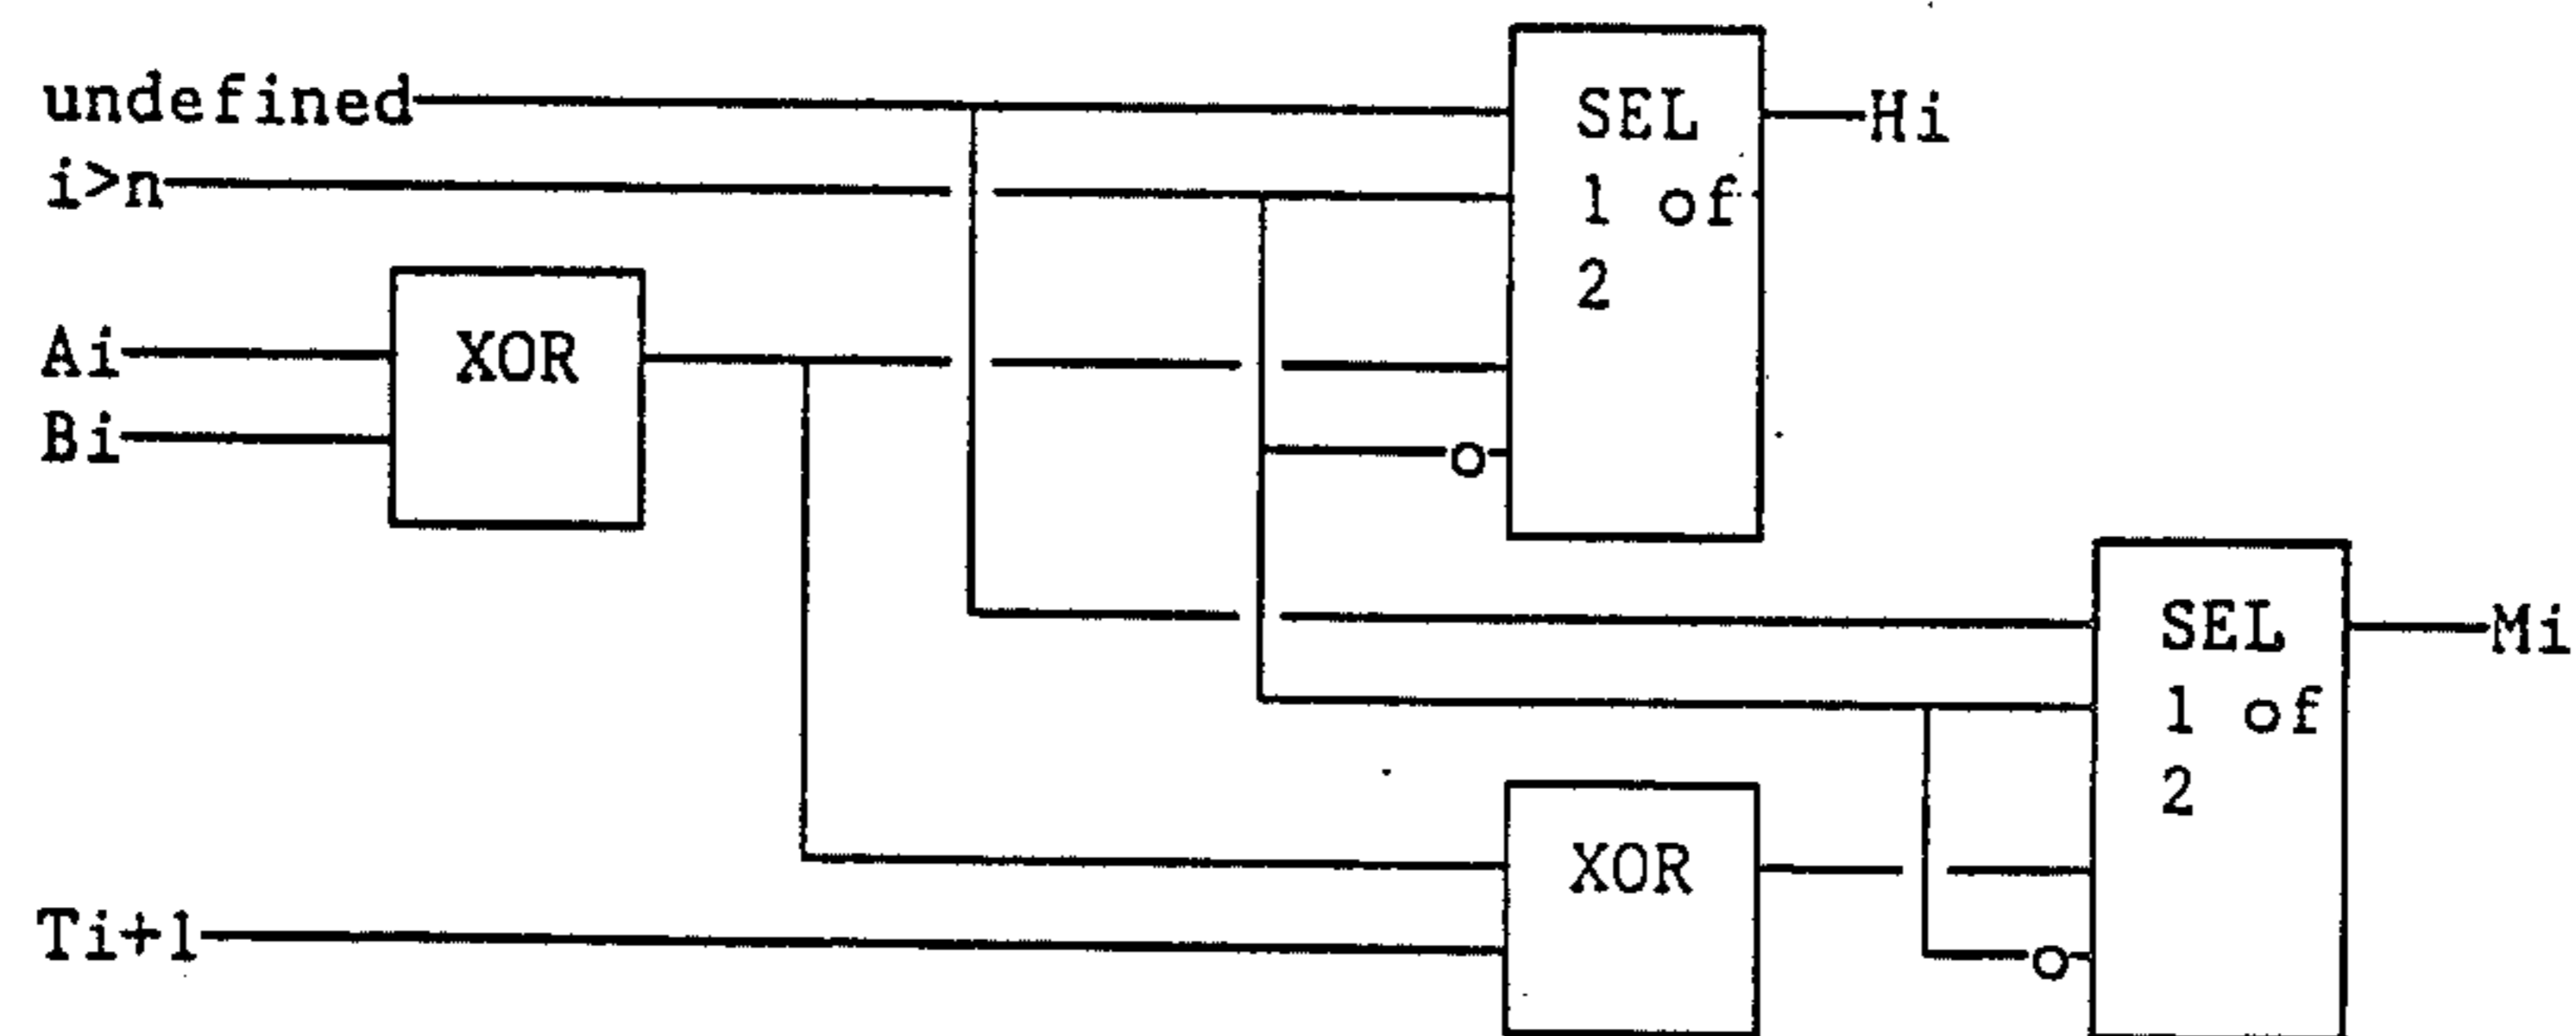 undefined
i>n
Ai
Bi
XOR
SEL
1 of
2
Hi
SEL
1 of
2
Mi
XOR
Ti+1